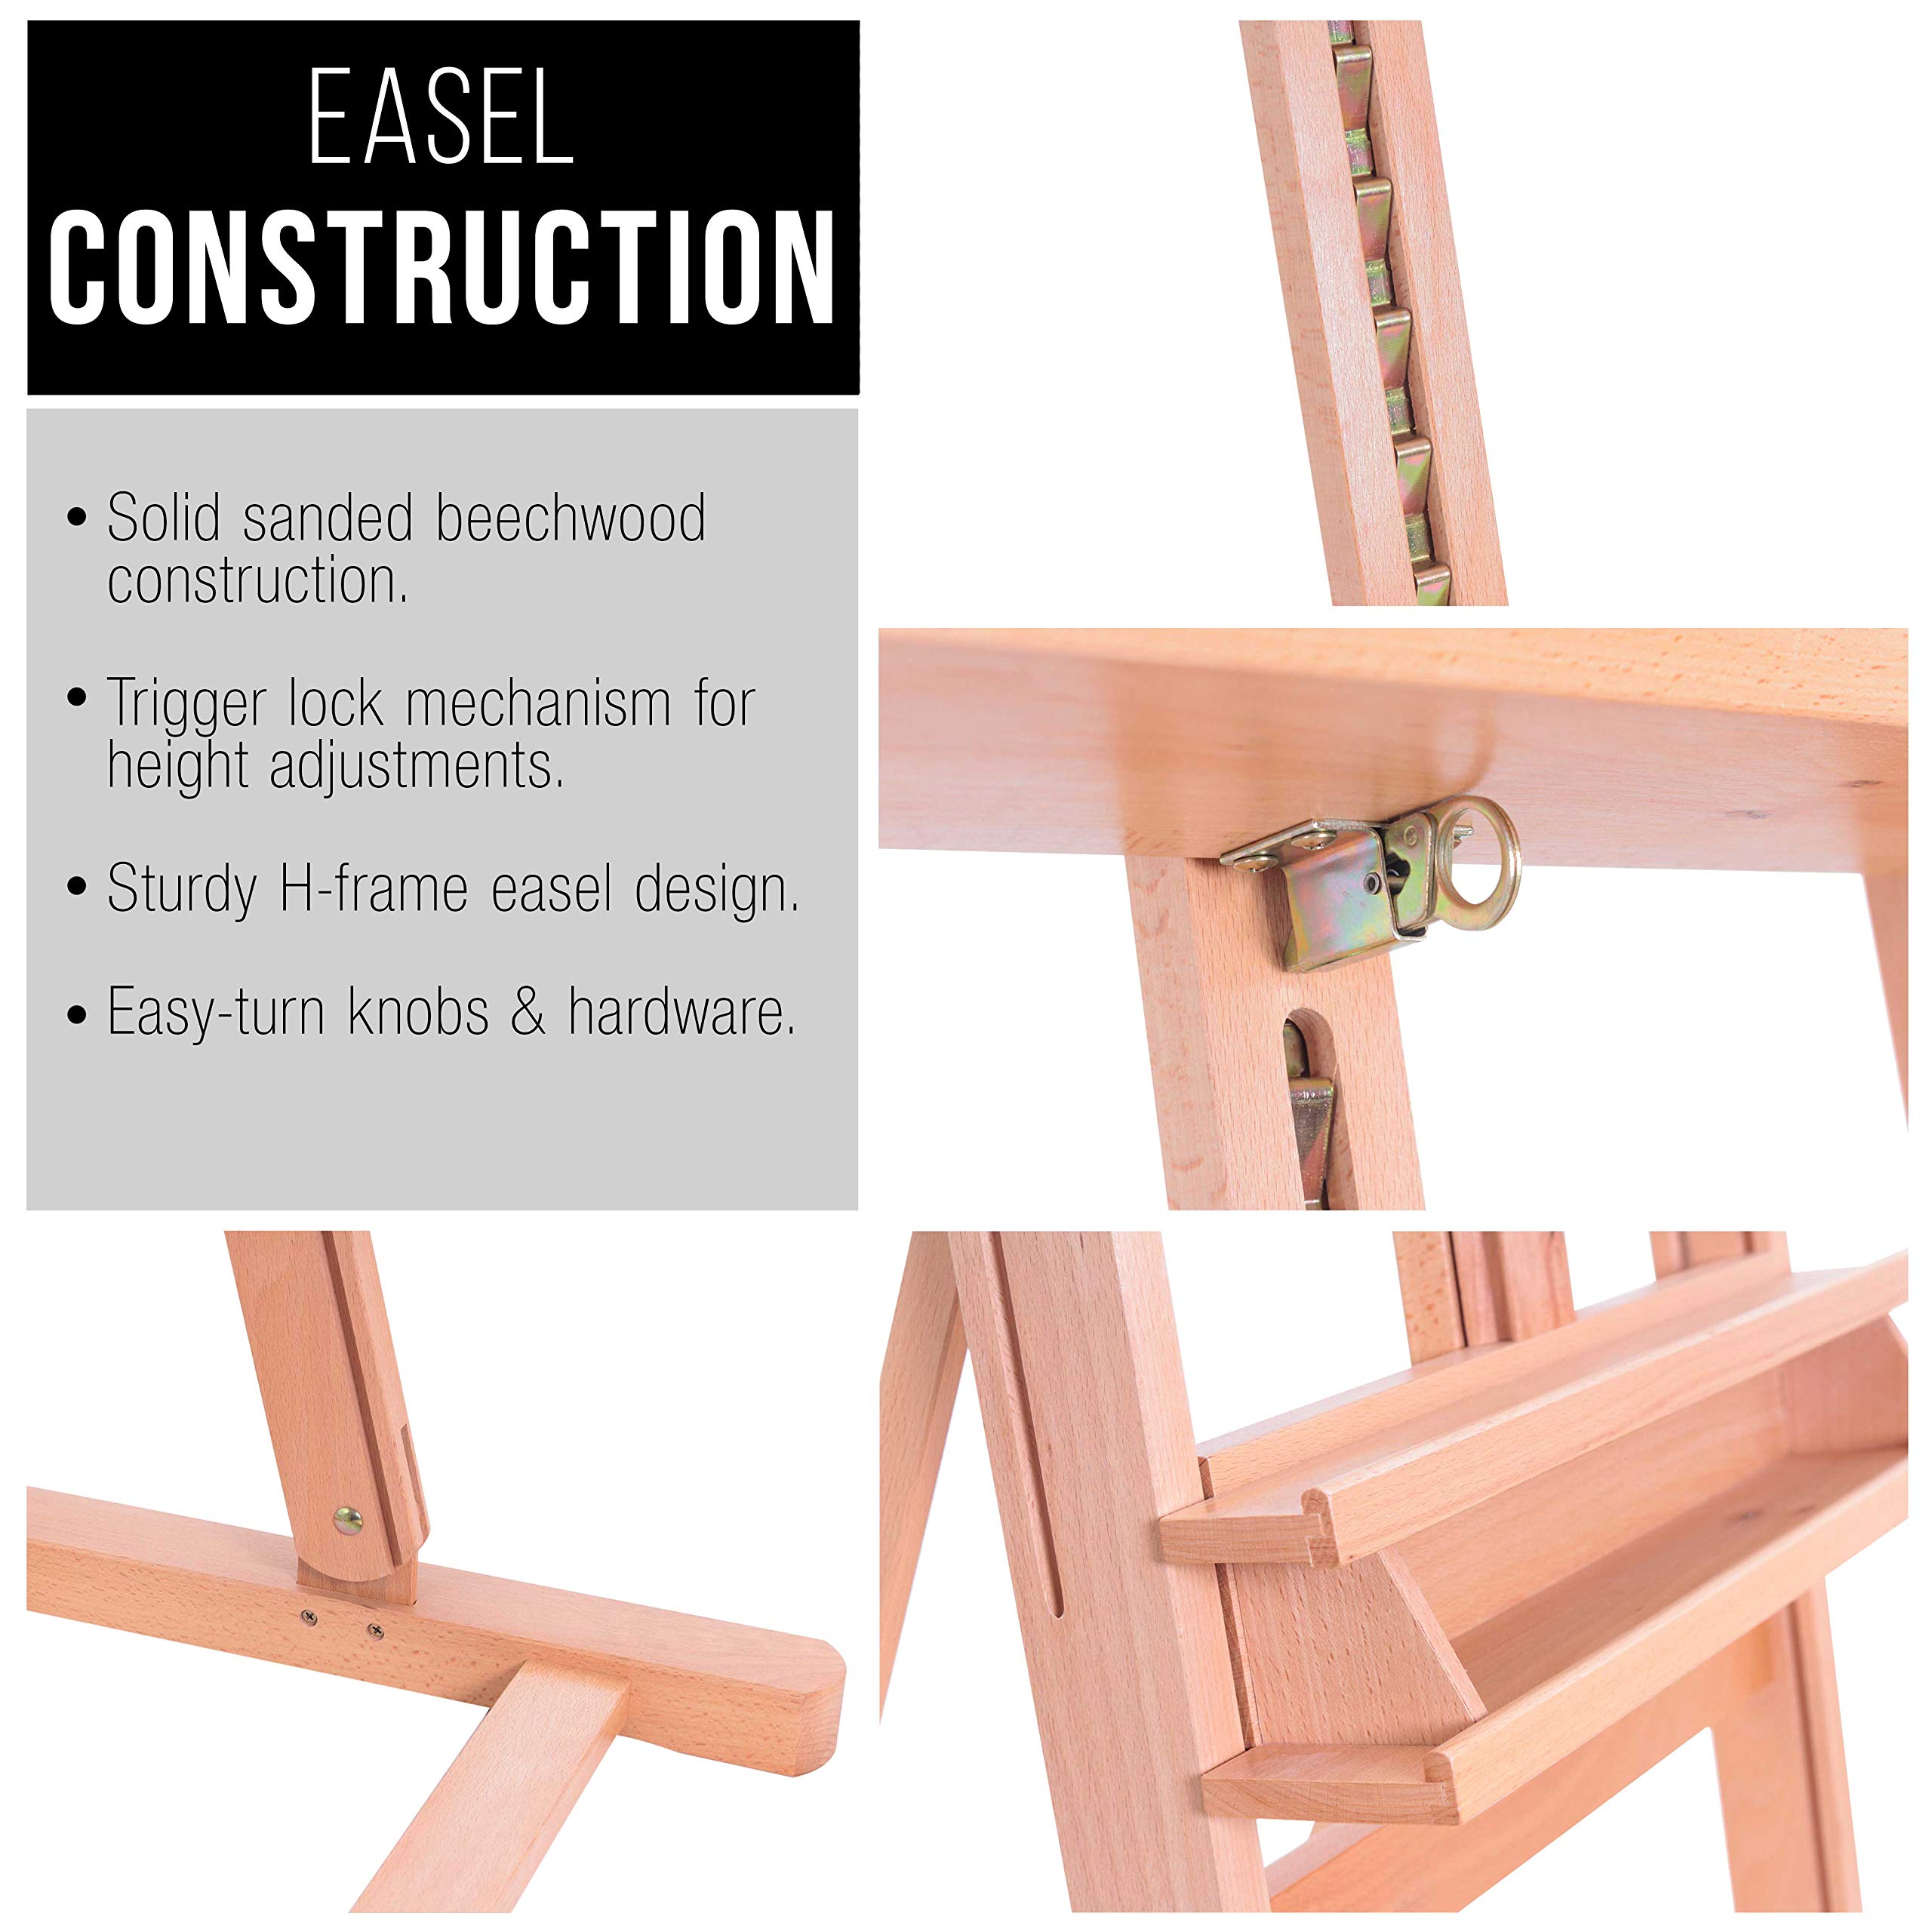 EASEL
CONSTRUCTION
• Solid sanded beechwood
construction.
• Trigger lock mechanism for
height adjustments.
• Sturdy H-frame easel design.
• Easy-turn knobs & hardware.